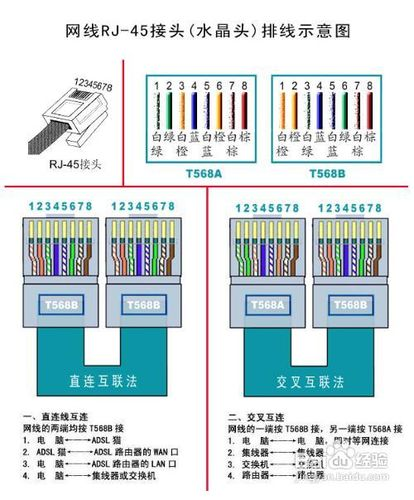 网线RJ-45接头(水晶头)排线示意图
12345678
RJ-45接头
1 2 3 4 5 6 7 8
白绿 绿 白橙 蓝 白蓝 橙 白棕 棕
T568A
1 2 3 4 5 6 7 8
白橙 橙 白绿 蓝 白蓝 绿 白棕 棕
T568B
12345678 12345678
T568B T568B
直连互联法
一、直连线互连
网线的两端均按T568B接
1. 电 脑 ←→ ADSL猫
2. ADSL猫 ←→ ADSL路由器的WAN口
3. 电 脑 ←→ ADSL路由器的LAN口
4. 电 脑 ←→ 集线器或交换机
12345678 12345678
T568A T568B
交叉互联法
二、交叉互连
网线的一端按T568B接，另一端按T568A接
1. 电 脑 ←→ 电 脑，即对等网连接
2. 集线器 ←→ 集线器
3. 交换机 ←→
4. 路由器 ←→ 路由器
Baidu经验
jingyan.baidu.com